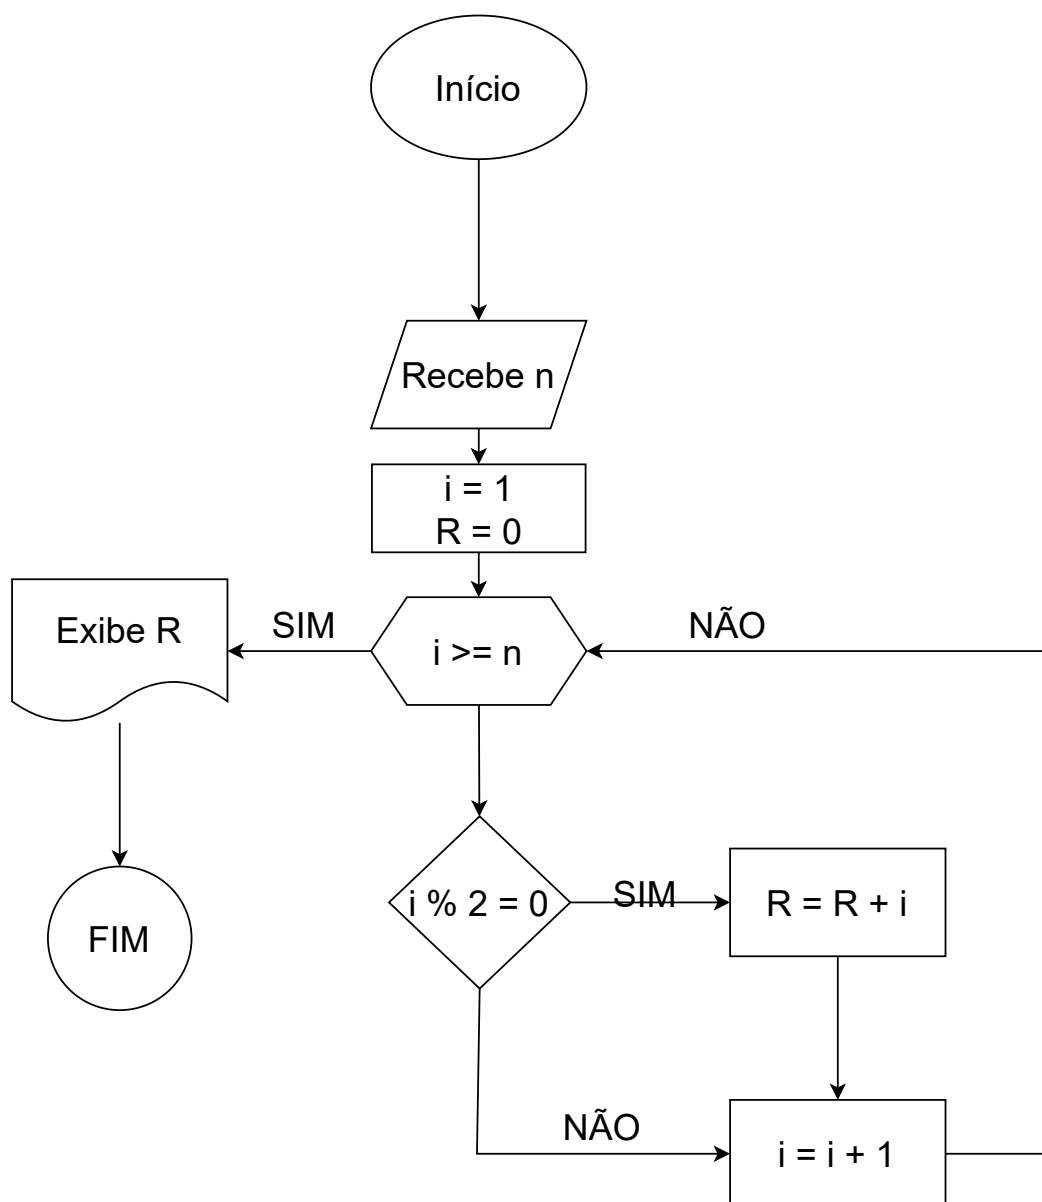 Início
Recebe n
i = 1
R = 0
Exibe R
SIM
i >= n
NÃO
i % 2 = 0
SIM
R = R + i
FIM
NÃO
i = i + 1